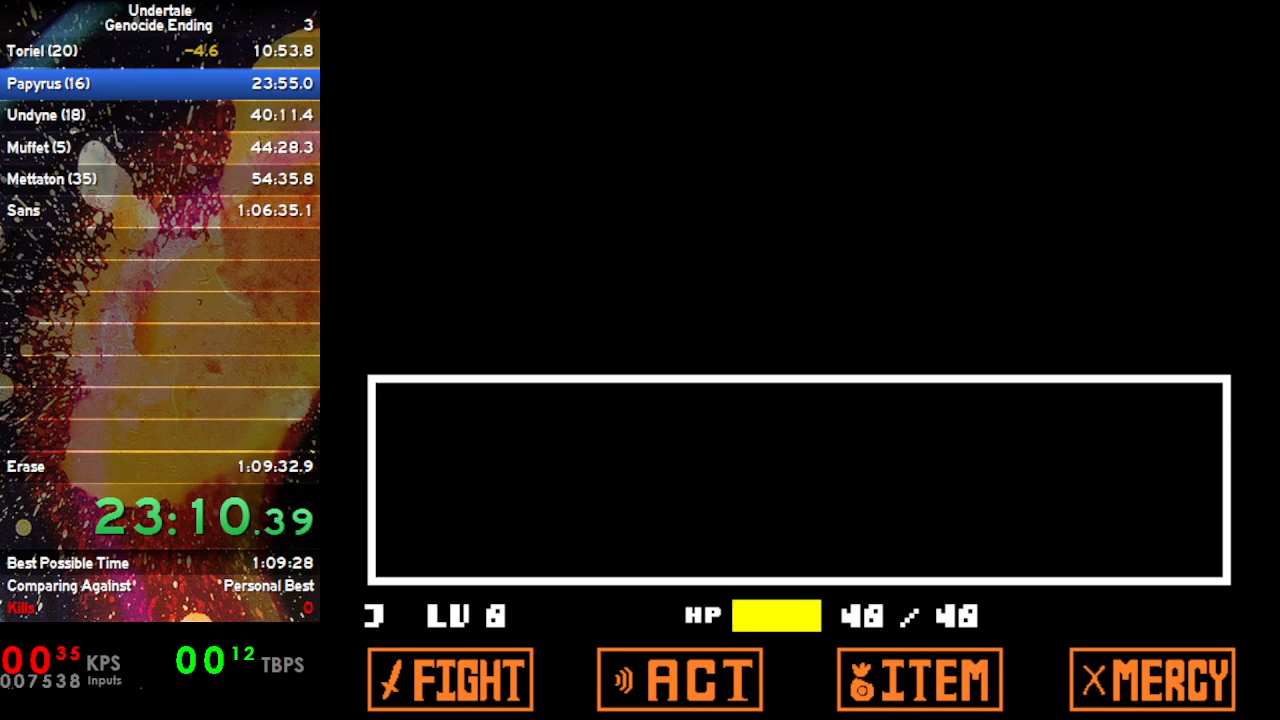 Undertale
Genocide Ending 3
Toriel (20) -4.6 10:53.8
Papyrus (16) 23:55.0
Undyne (18) 40:11.4
Muffet (5) 44:28.3
Mettaton (35) 54:35.8
Sans 1:06:35.1
Erase 1:09:32.9
23:10.39
Best Possible Time 1:09:28
Comparing Against Personal Best
Kills 0
00 35 KPS 00 12 TBPS
007538 Inputs
J LV 8 HP 48 / 48
FIGHT ACT ITEM MERCY